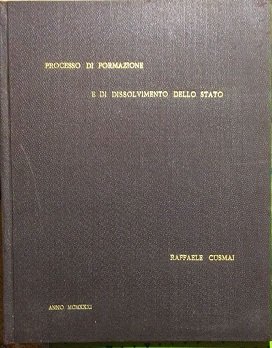 PROCESSO DI FORMAZIONE
E DI DISSOLVIMENTO DELLO STATO
RAFFAELE CUSMAI
ANNO MCMXXXI